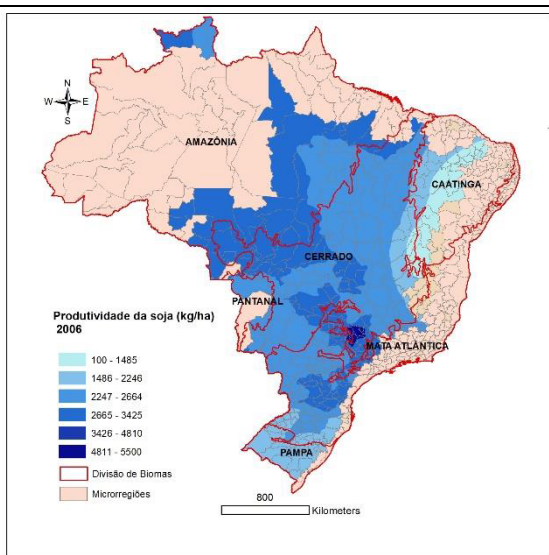 N
W E
S
AMAZÔNIA
CAATINGA
CERRADO
PANTANAL
MATA ATLÂNTICA
PAMPA
Produtividade da soja (kg/ha)
2006
100 - 1485
1486 - 2246
2247 - 2664
2665 - 3425
3426 - 4810
4811 - 5500
Divisão de Biomas
Microrregiões
800
Kilometers